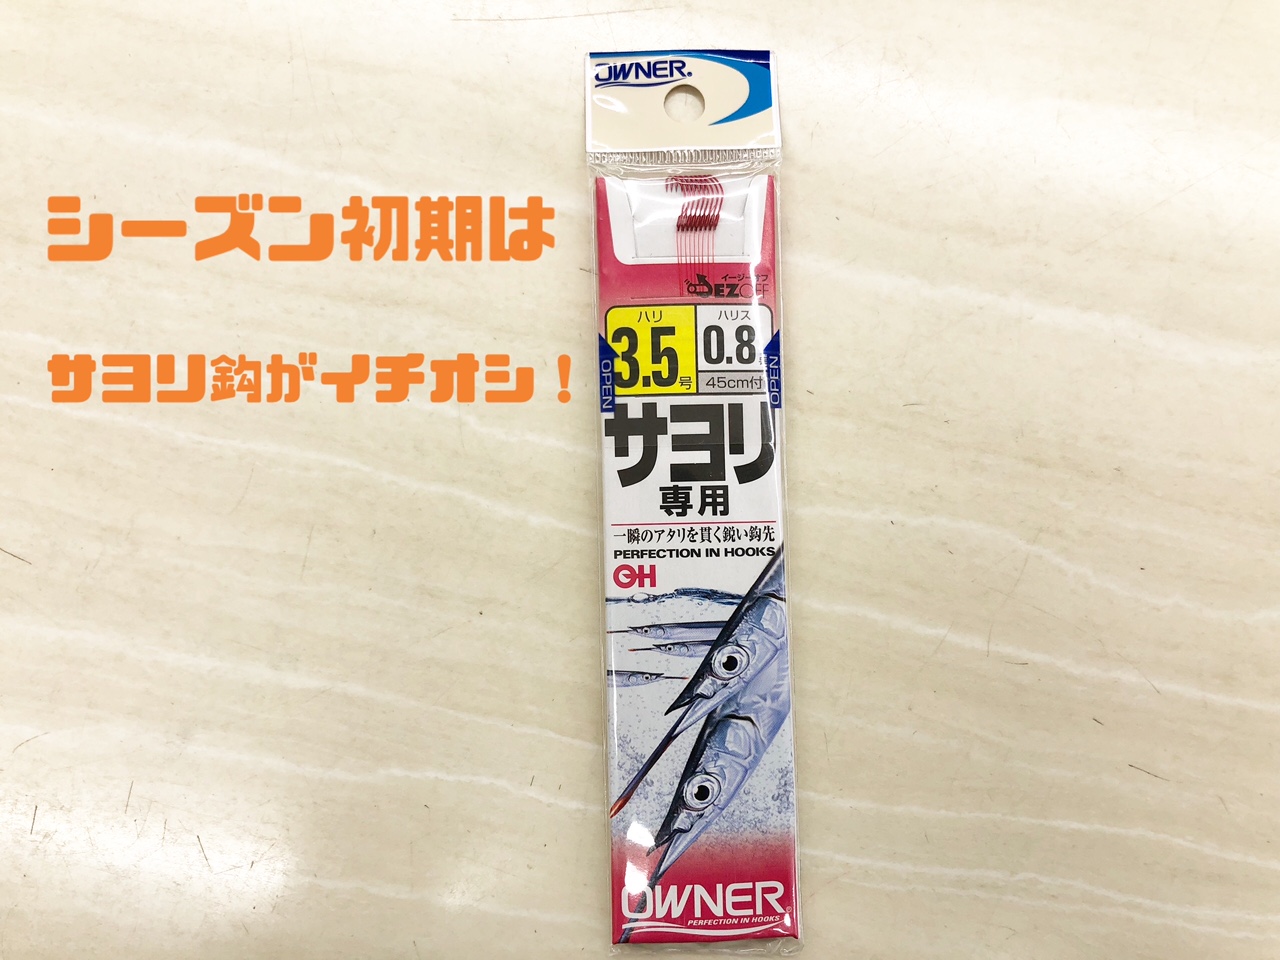 OWNER
シーズン初期は
サヨリ鈎がイチオシ！
イージーオフ
EZ OFF
ハリ
3.5号
ハリス
0.8号
45cm付
OPEN
OPEN
サヨリ
専用
一瞬のアタリを貫く鋭い鈎先
PERFECTION IN HOOKS
OH
OWNER
PERFECTION IN HOOKS